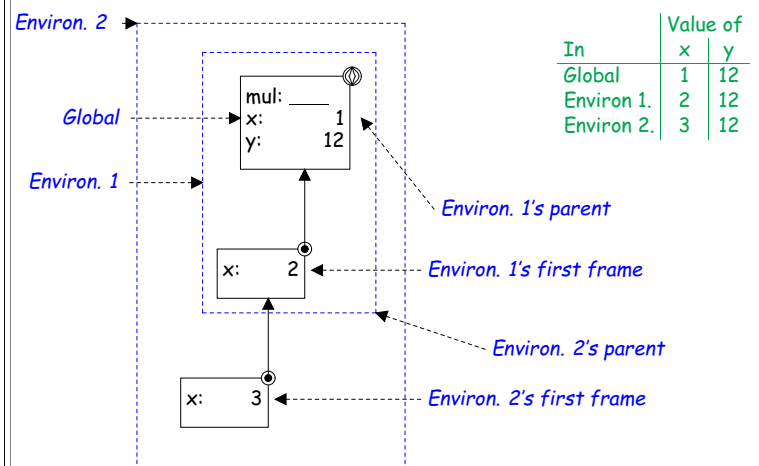 Environ. 2
Value of
In x y
Global 1 12
Environ 1. 2 12
Environ 2. 3 12
mul: ____
Global
x: 1
y: 12
Environ. 1
Environ. 1's parent
x: 2
Environ. 1's first frame
Environ. 2's parent
x: 3
Environ. 2's first frame